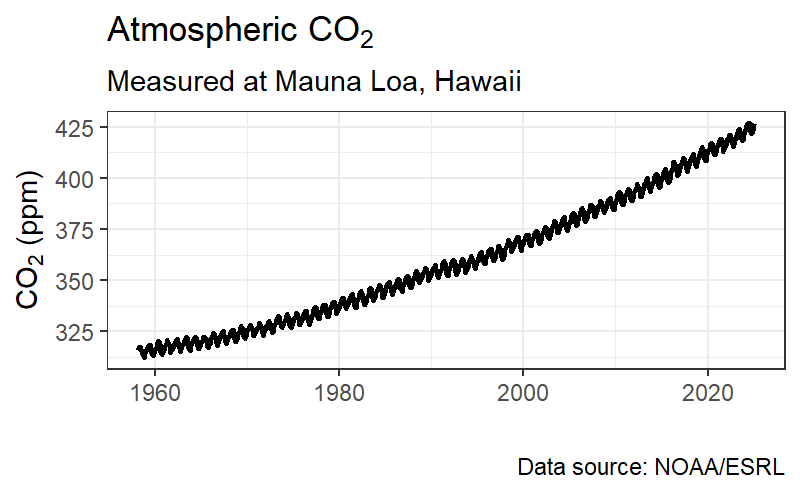 Atmospheric CO₂
Measured at Mauna Loa, Hawaii
CO₂ (ppm)
425
400
375
350
325
1960 1980 2000 2020
Data source: NOAA/ESRL